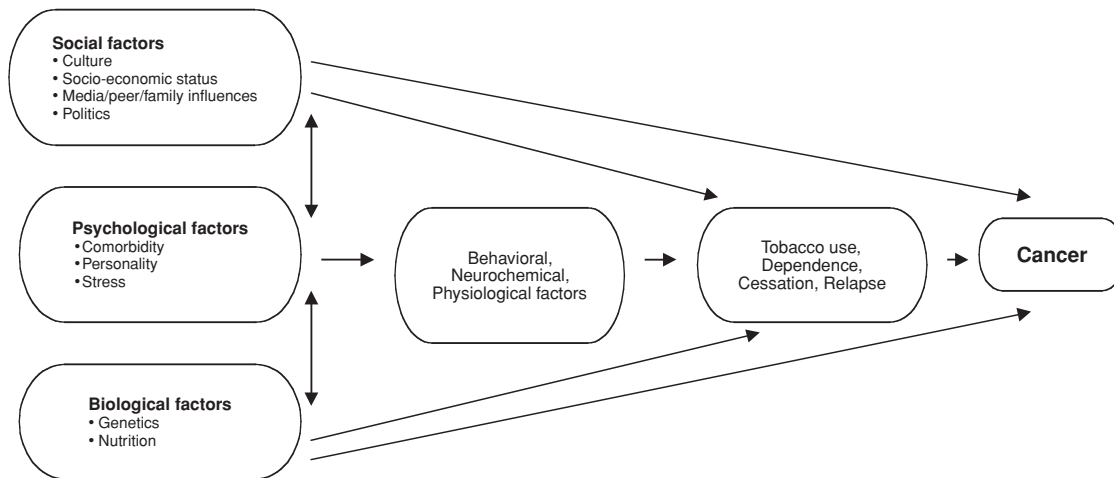 Social factors
• Culture
• Socio-economic status
• Media/peer/family influences
• Politics
Psychological factors
• Comorbidity
• Personality
• Stress
Biological factors
• Genetics
• Nutrition
Behavioral,
Neurochemical,
Physiological factors
Tobacco use,
Dependence,
Cessation, Relapse
Cancer